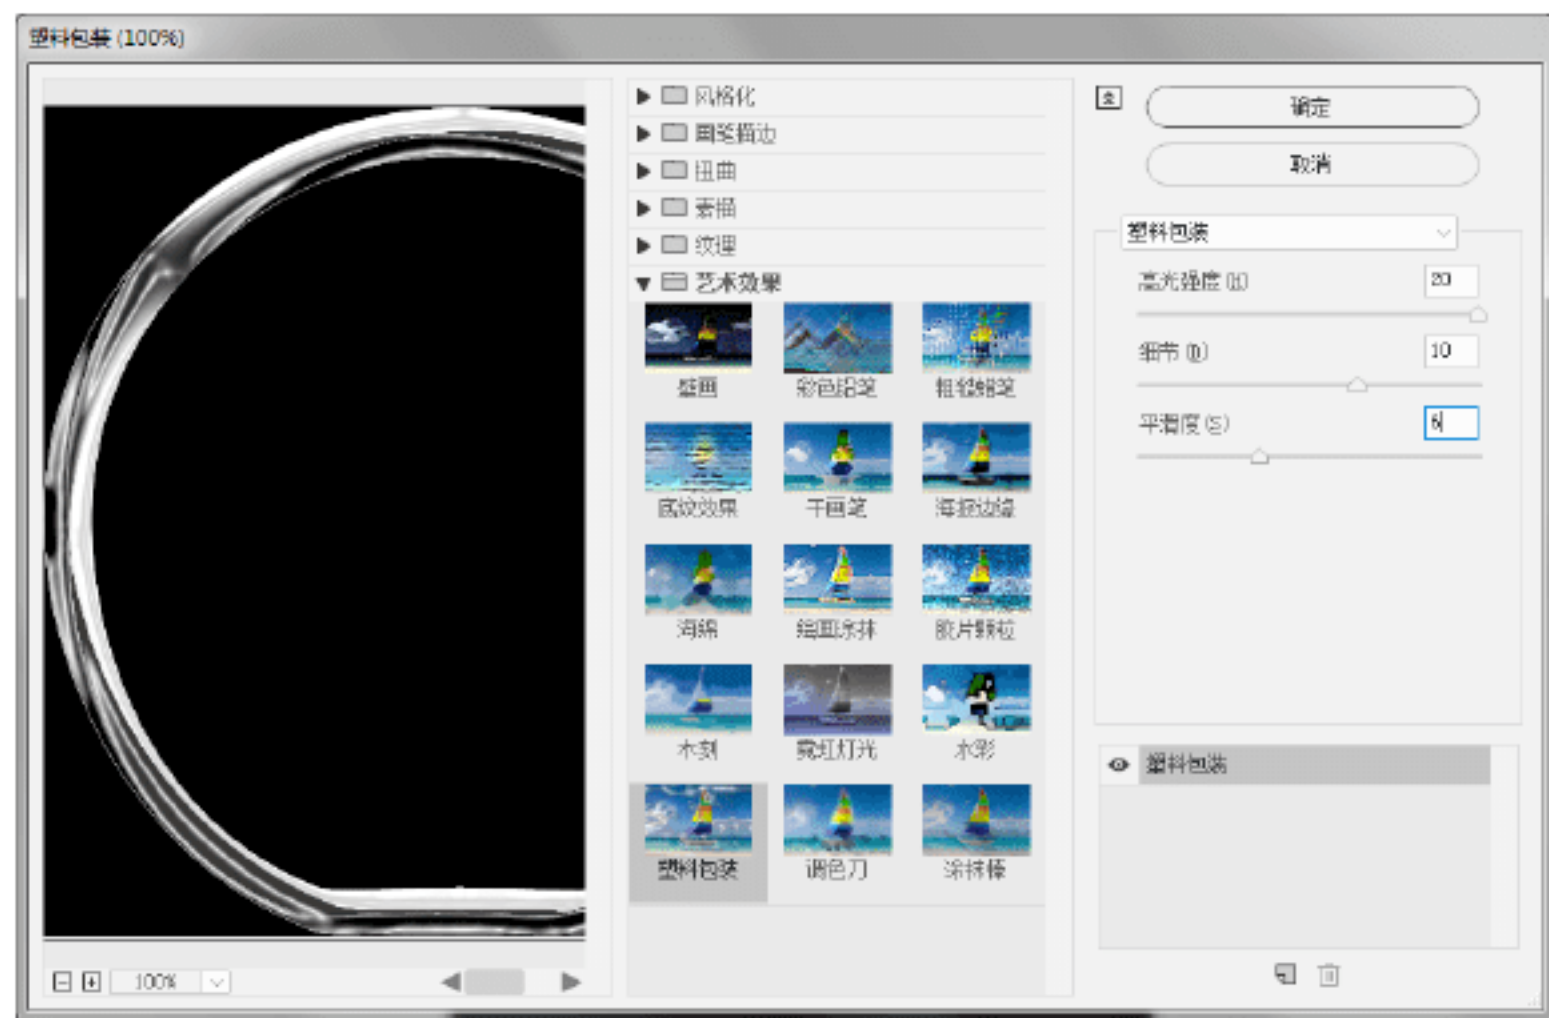 塑料包装 (100%)
风格化
画笔描边
扭曲
素描
纹理
艺术效果
壁画
彩色铅笔
粗糙蜡笔
底纹效果
干画笔
海报边缘
海绵
绘画涂抹
胶片颗粒
木刻
霓虹灯光
水彩
塑料包装
调色刀
涂抹棒
100%
确定
取消
塑料包装
高光强度(H) 20
细节(D) 10
平滑度(S) 6
塑料包装